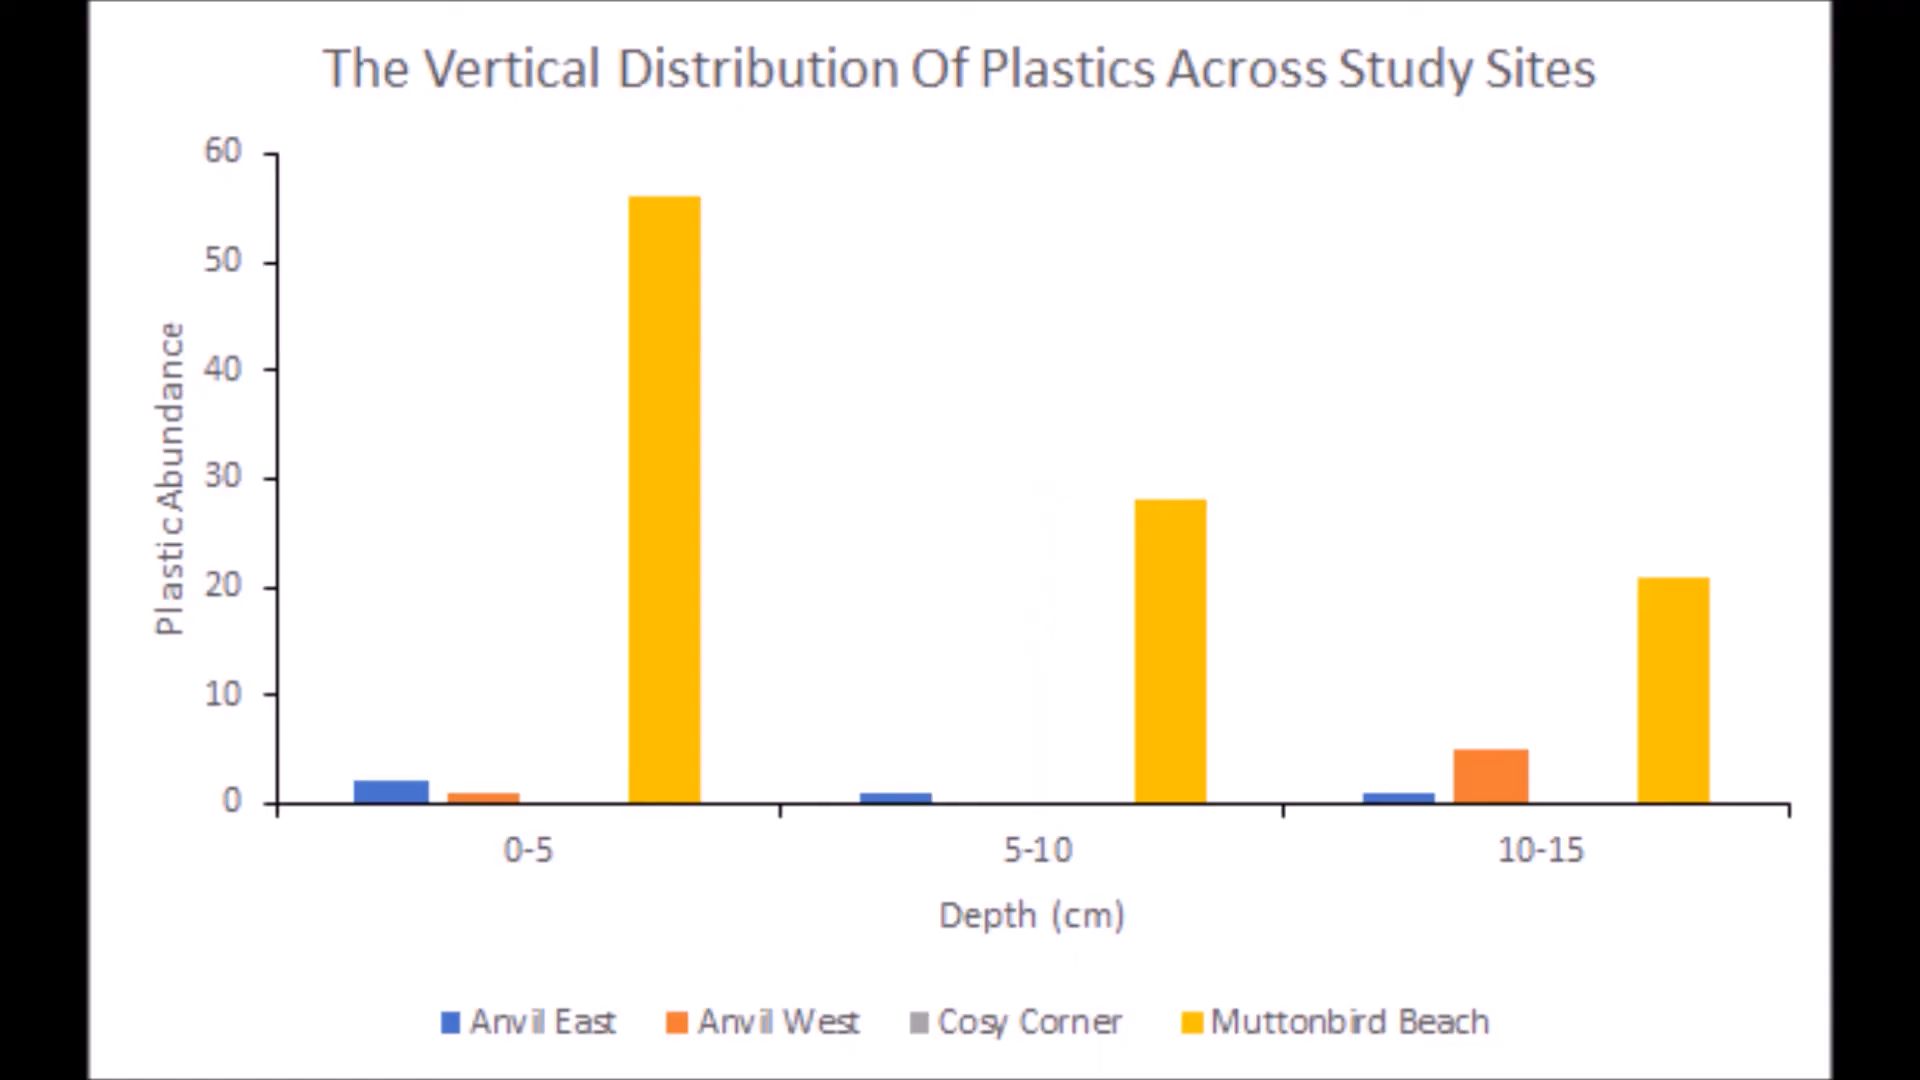 The Vertical Distribution Of Plastics Across Study Sites
60
50
40
30
20
10
0
Plastic Abundance
0-5 5-10 10-15
Depth (cm)
Anvil East Anvil West Cosy Corner Muttonbird Beach